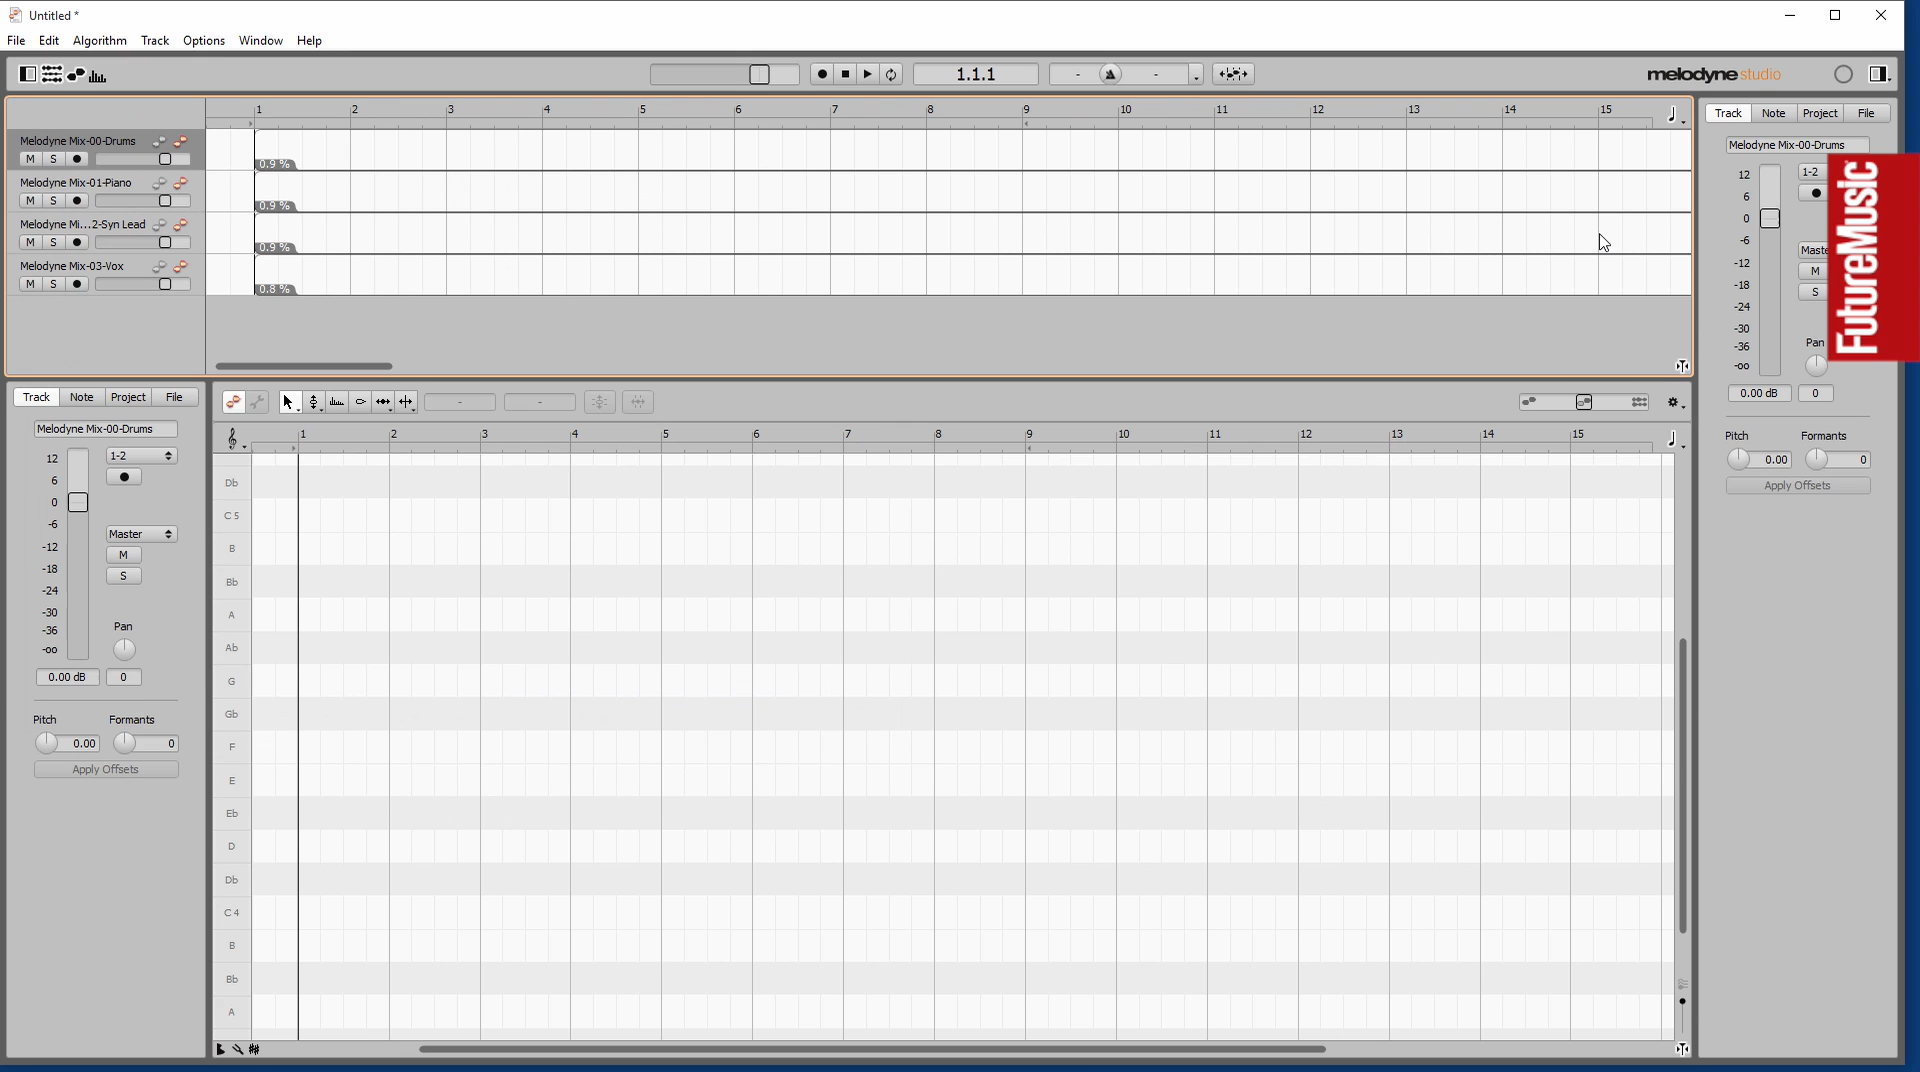 Untitled *
File Edit Algorithm Track Options Window Help
1.1.1 - - melodyne studio
1 2 3 4 5 6 7 8 9 10 11 12 13 14 15
Melodyne Mix-00-Drums
M S
0.9 %
Melodyne Mix-01-Piano
M S
0.9 %
Melodyne Mi...2-Syn Lead
M S
0.9 %
Melodyne Mix-03-Vox
M S
0.8 %
Track Note Project File
Melodyne Mix-00-Drums
12
6
0
-6
-12
-18
-24
-30
-36
-oo
1-2
Maste
M
S
Pan
0.00 dB 0
Pitch Formants
0.00 0
Apply Offsets
FutureMusic
Track Note Project File
Melodyne Mix-00-Drums
12
6
0
-6
-12
-18
-24
-30
-36
-oo
1-2
Master
M
S
Pan
0.00 dB 0
Pitch Formants
0.00 0
Apply Offsets
- -
1 2 3 4 5 6 7 8 9 10 11 12 13 14 15
Db
C 5
B
Bb
A
Ab
G
Gb
F
E
Eb
D
Db
C 4
B
Bb
A